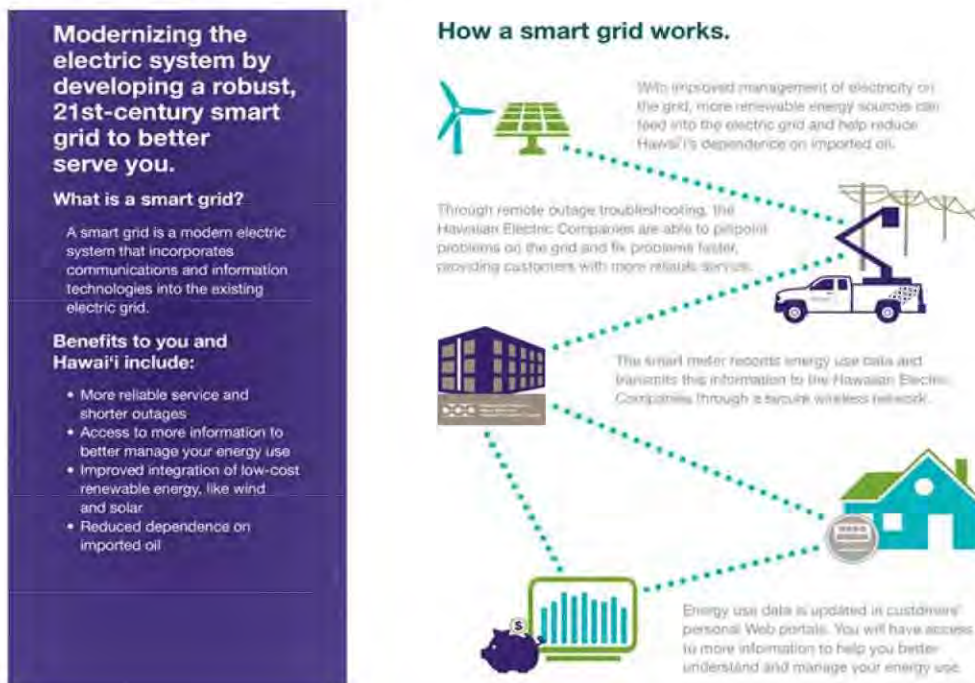 Modernizing the
electric system by
developing a robust,
21st-century smart
grid to better
serve you.
What is a smart grid?
A smart grid is a modern electric
system that incorporates
communications and information
technologies into the existing
electric grid.
Benefits to you and
Hawai‘i include:
• More reliable service and
shorter outages
• Access to more information to
better manage your energy use
• Improved integration of low-cost
renewable energy, like wind
and solar
• Reduced dependence on
imported oil
How a smart grid works.
With improved management of electricity on
the grid, more renewable energy sources can
feed into the electric grid and help reduce
Hawai‘i’s dependence on imported oil.
Through remote outage troubleshooting, the
Hawaiian Electric Companies are able to pinpoint
problems on the grid and fix problems faster,
providing customers with more reliable service.
The smart meter records energy use data and
transmits this information to the Hawaiian Electric
Companies through a secure wireless network.
$
Energy use data is updated in customers’
personal Web portals. You will have access
to more information to help you better
understand and manage your energy use.